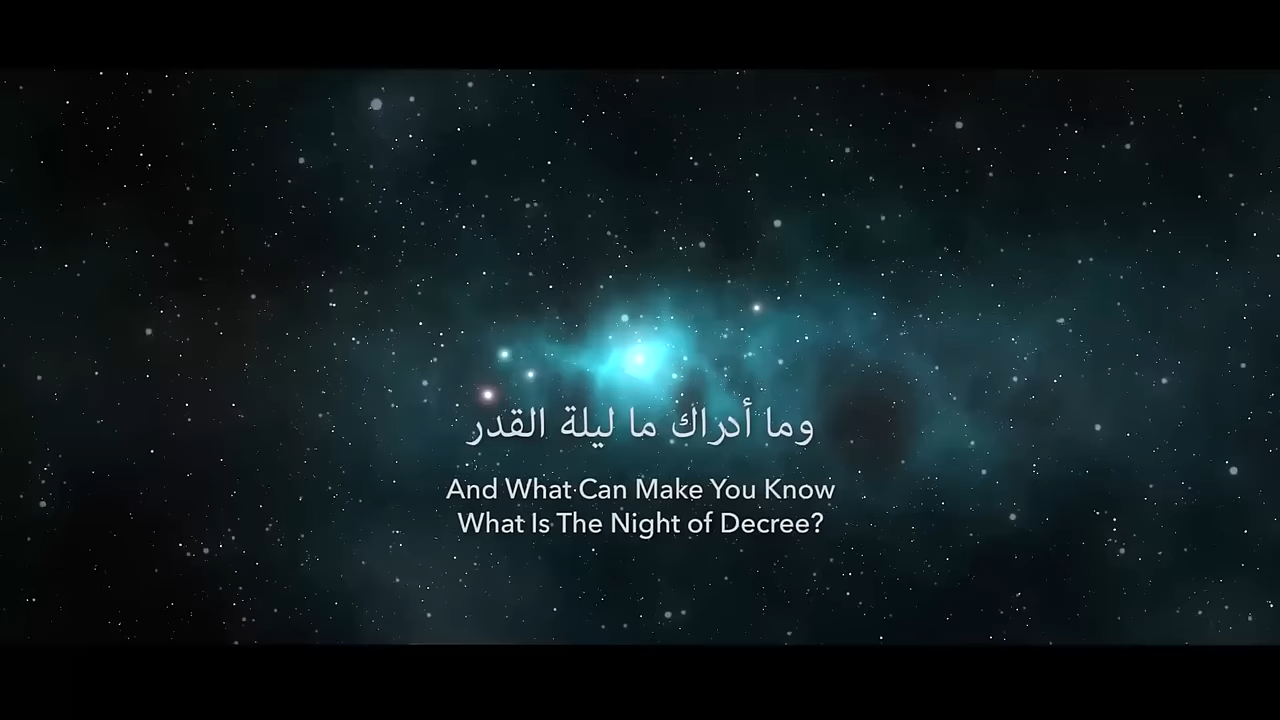 وما أدراك ما ليلة القدر
And What Can Make You Know
What Is The Night of Decree?